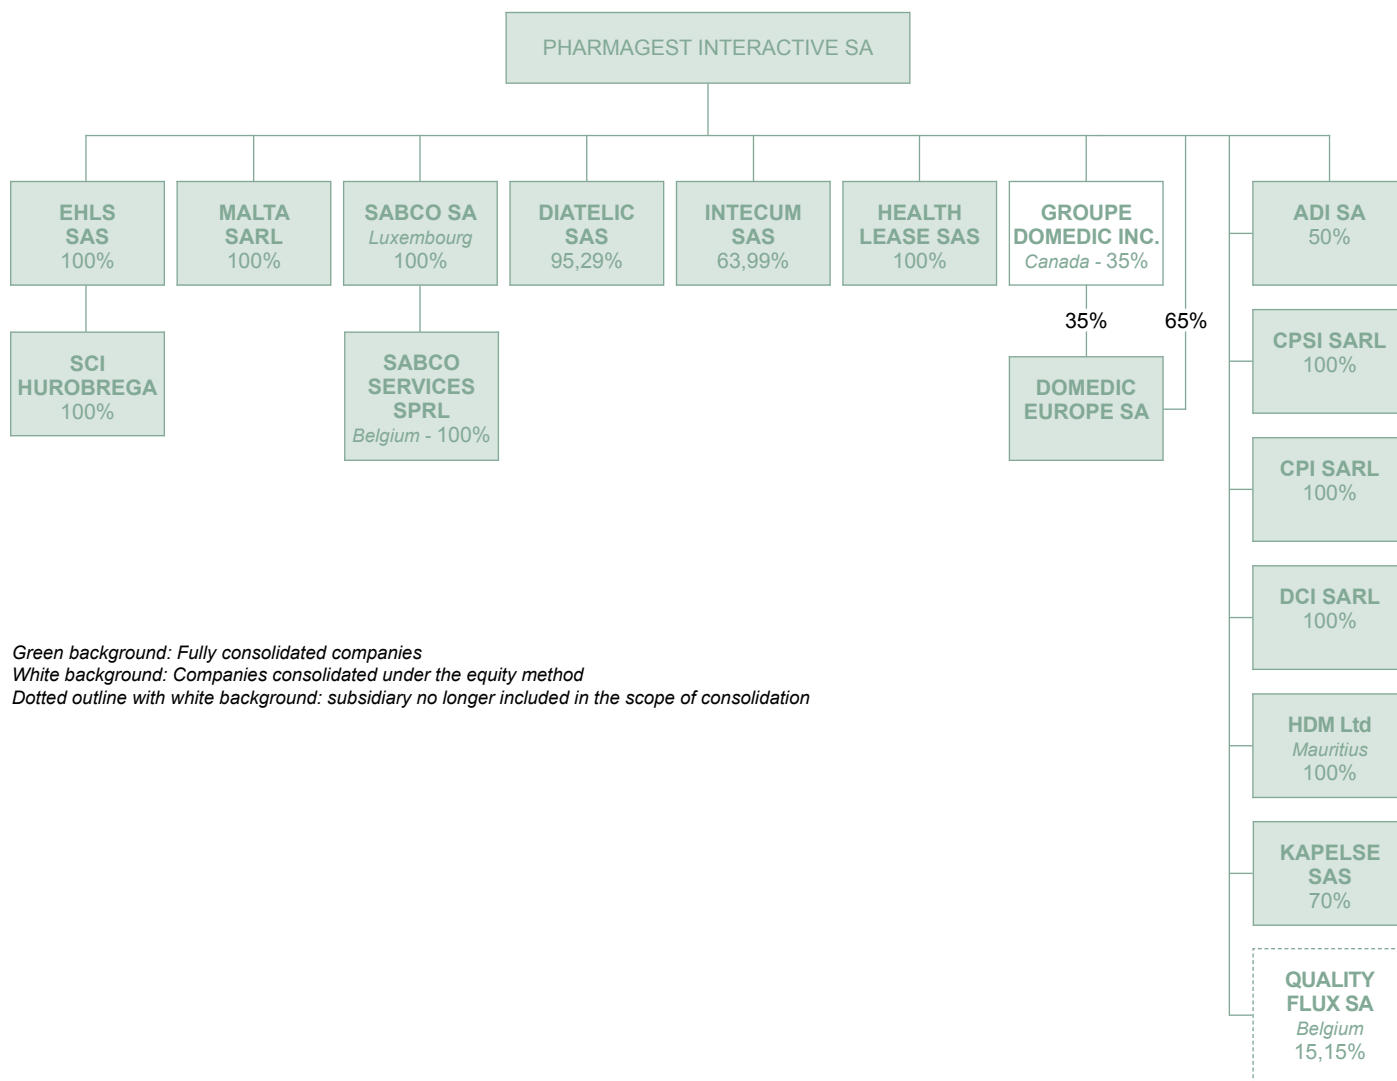 PHARMAGEST INTERACTIVE SA
EHLS
SAS
100%
MALTA
SARL
100%
SABCO SA
Luxembourg
100%
DIATELIC
SAS
95,29%
INTECUM
SAS
63,99%
HEALTH
LEASE SAS
100%
GROUPE
DOMEDIC INC.
Canada - 35%
ADI SA
50%
35%
65%
SCI
HUROBREGA
100%
SABCO
SERVICES
SPRL
Belgium - 100%
DOMEDIC
EUROPE SA
CPSI SARL
100%
CPI SARL
100%
DCI SARL
100%
HDM Ltd
Mauritius
100%
KAPELSE
SAS
70%
QUALITY
FLUX SA
Belgium
15,15%
Green background: Fully consolidated companies
White background: Companies consolidated under the equity method
Dotted outline with white background: subsidiary no longer included in the scope of consolidation